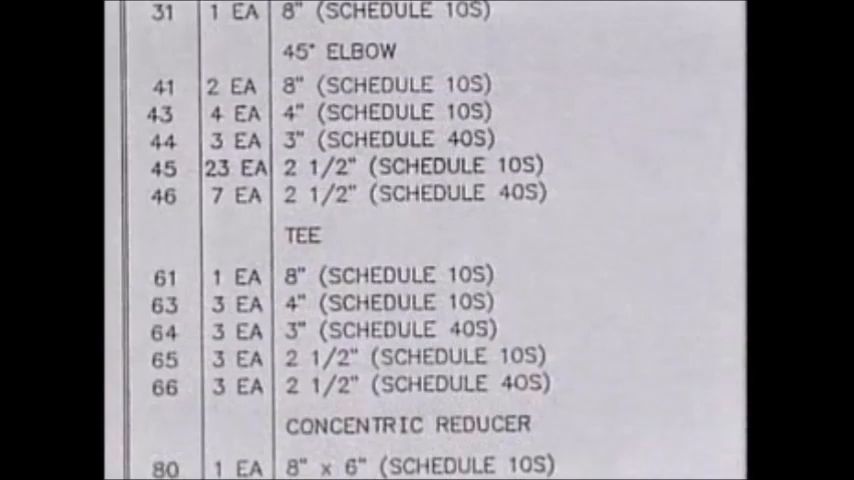 31 1 EA 8" (SCHEDULE 10S)
45° ELBOW
41 2 EA 8" (SCHEDULE 10S)
43 4 EA 4" (SCHEDULE 10S)
44 3 EA 3" (SCHEDULE 40S)
45 23 EA 2 1/2" (SCHEDULE 10S)
46 7 EA 2 1/2" (SCHEDULE 40S)
TEE
61 1 EA 8" (SCHEDULE 10S)
63 3 EA 4" (SCHEDULE 10S)
64 3 EA 3" (SCHEDULE 40S)
65 3 EA 2 1/2" (SCHEDULE 10S)
66 3 EA 2 1/2" (SCHEDULE 40S)
CONCENTRIC REDUCER
80 1 EA 8" x 6" (SCHEDULE 10S)